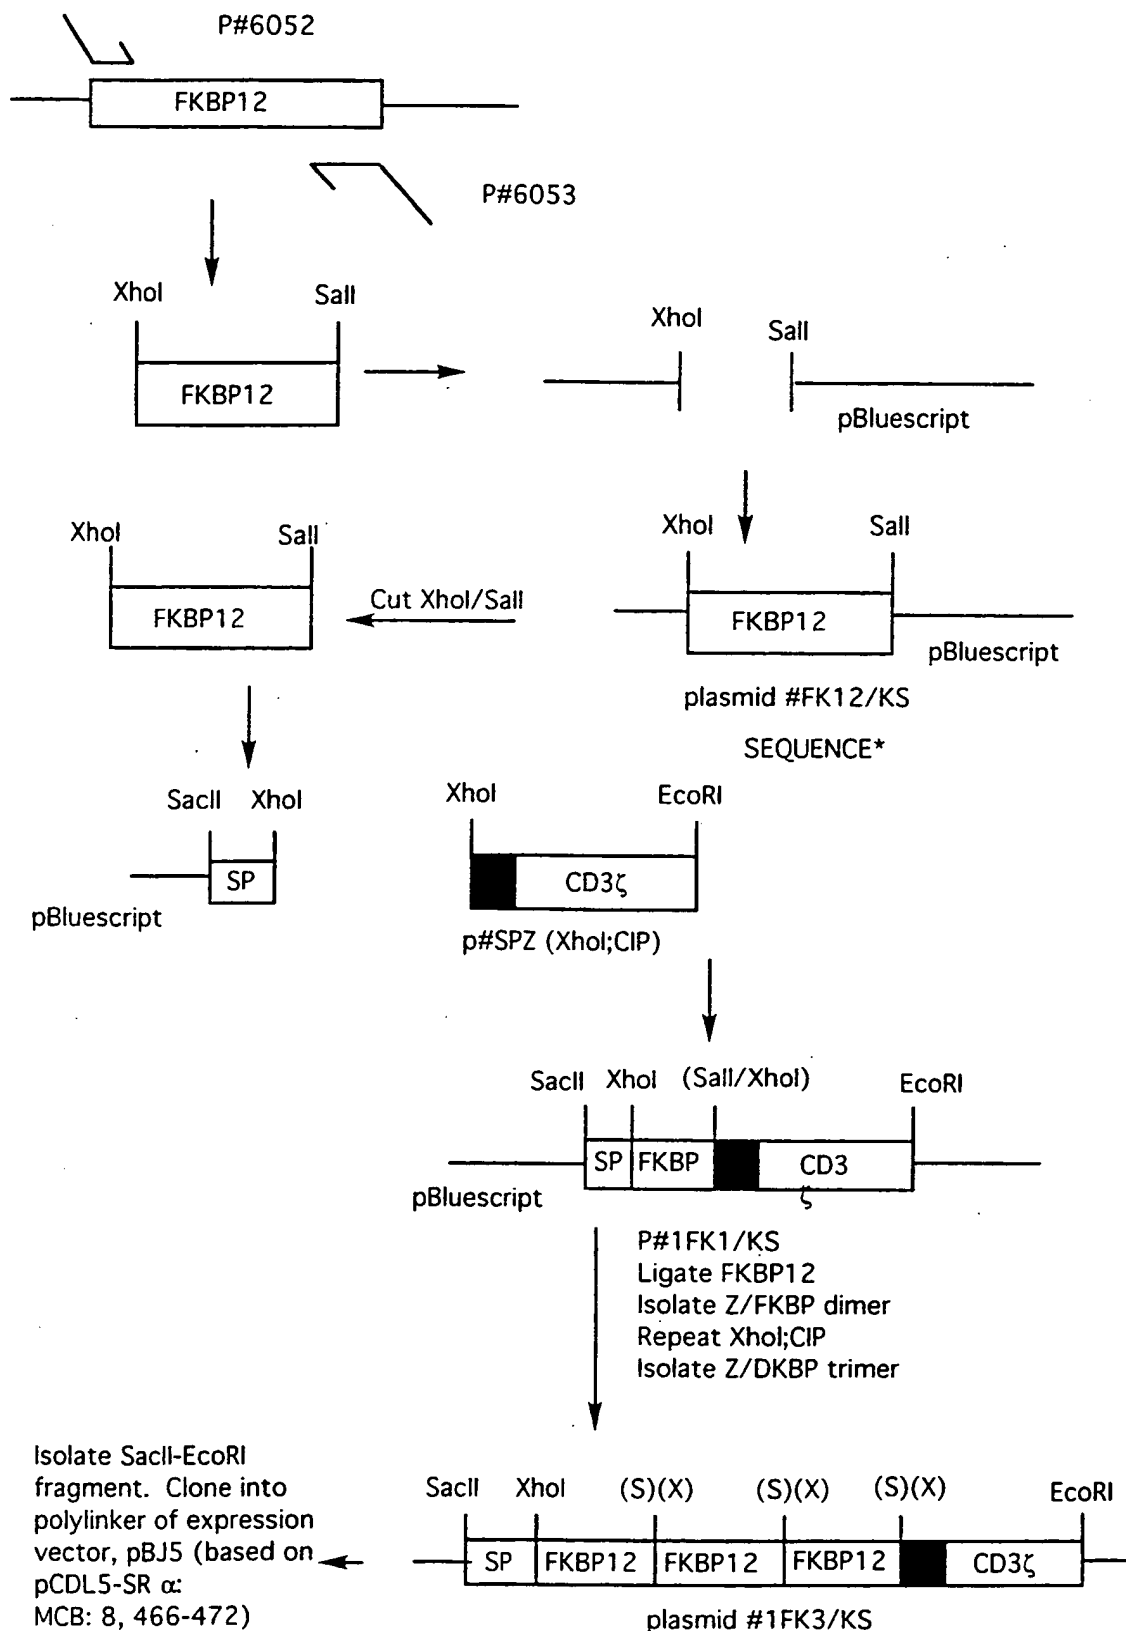 P#6052
FKBP12
P#6053
XhoI SalI
FKBP12
XhoI SalI
pBluescript
XhoI SalI
FKBP12
Cut XhoI/SalI
XhoI SalI
FKBP12
pBluescript
plasmid #FK12/KS
SEQUENCE*
SacII XhoI
SP
pBluescript
XhoI EcoRI
CD3ζ
p#SPZ (XhoI;CIP)
SacII XhoI (SalI/XhoI) EcoRI
SP FKBP CD3
ζ
pBluescript
P#1FK1/KS
Ligate FKBP12
Isolate Z/FKBP dimer
Repeat XhoI;CIP
Isolate Z/DKBP trimer
Isolate SacII-EcoRI
fragment. Clone into
polylinker of expression
vector, pBJ5 (based on
pCDL5-SR α:
MCB: 8, 466-472)
SacII XhoI (S)(X) (S)(X) (S)(X) EcoRI
SP FKBP12 FKBP12 FKBP12 CD3ζ
plasmid #1FK3/KS